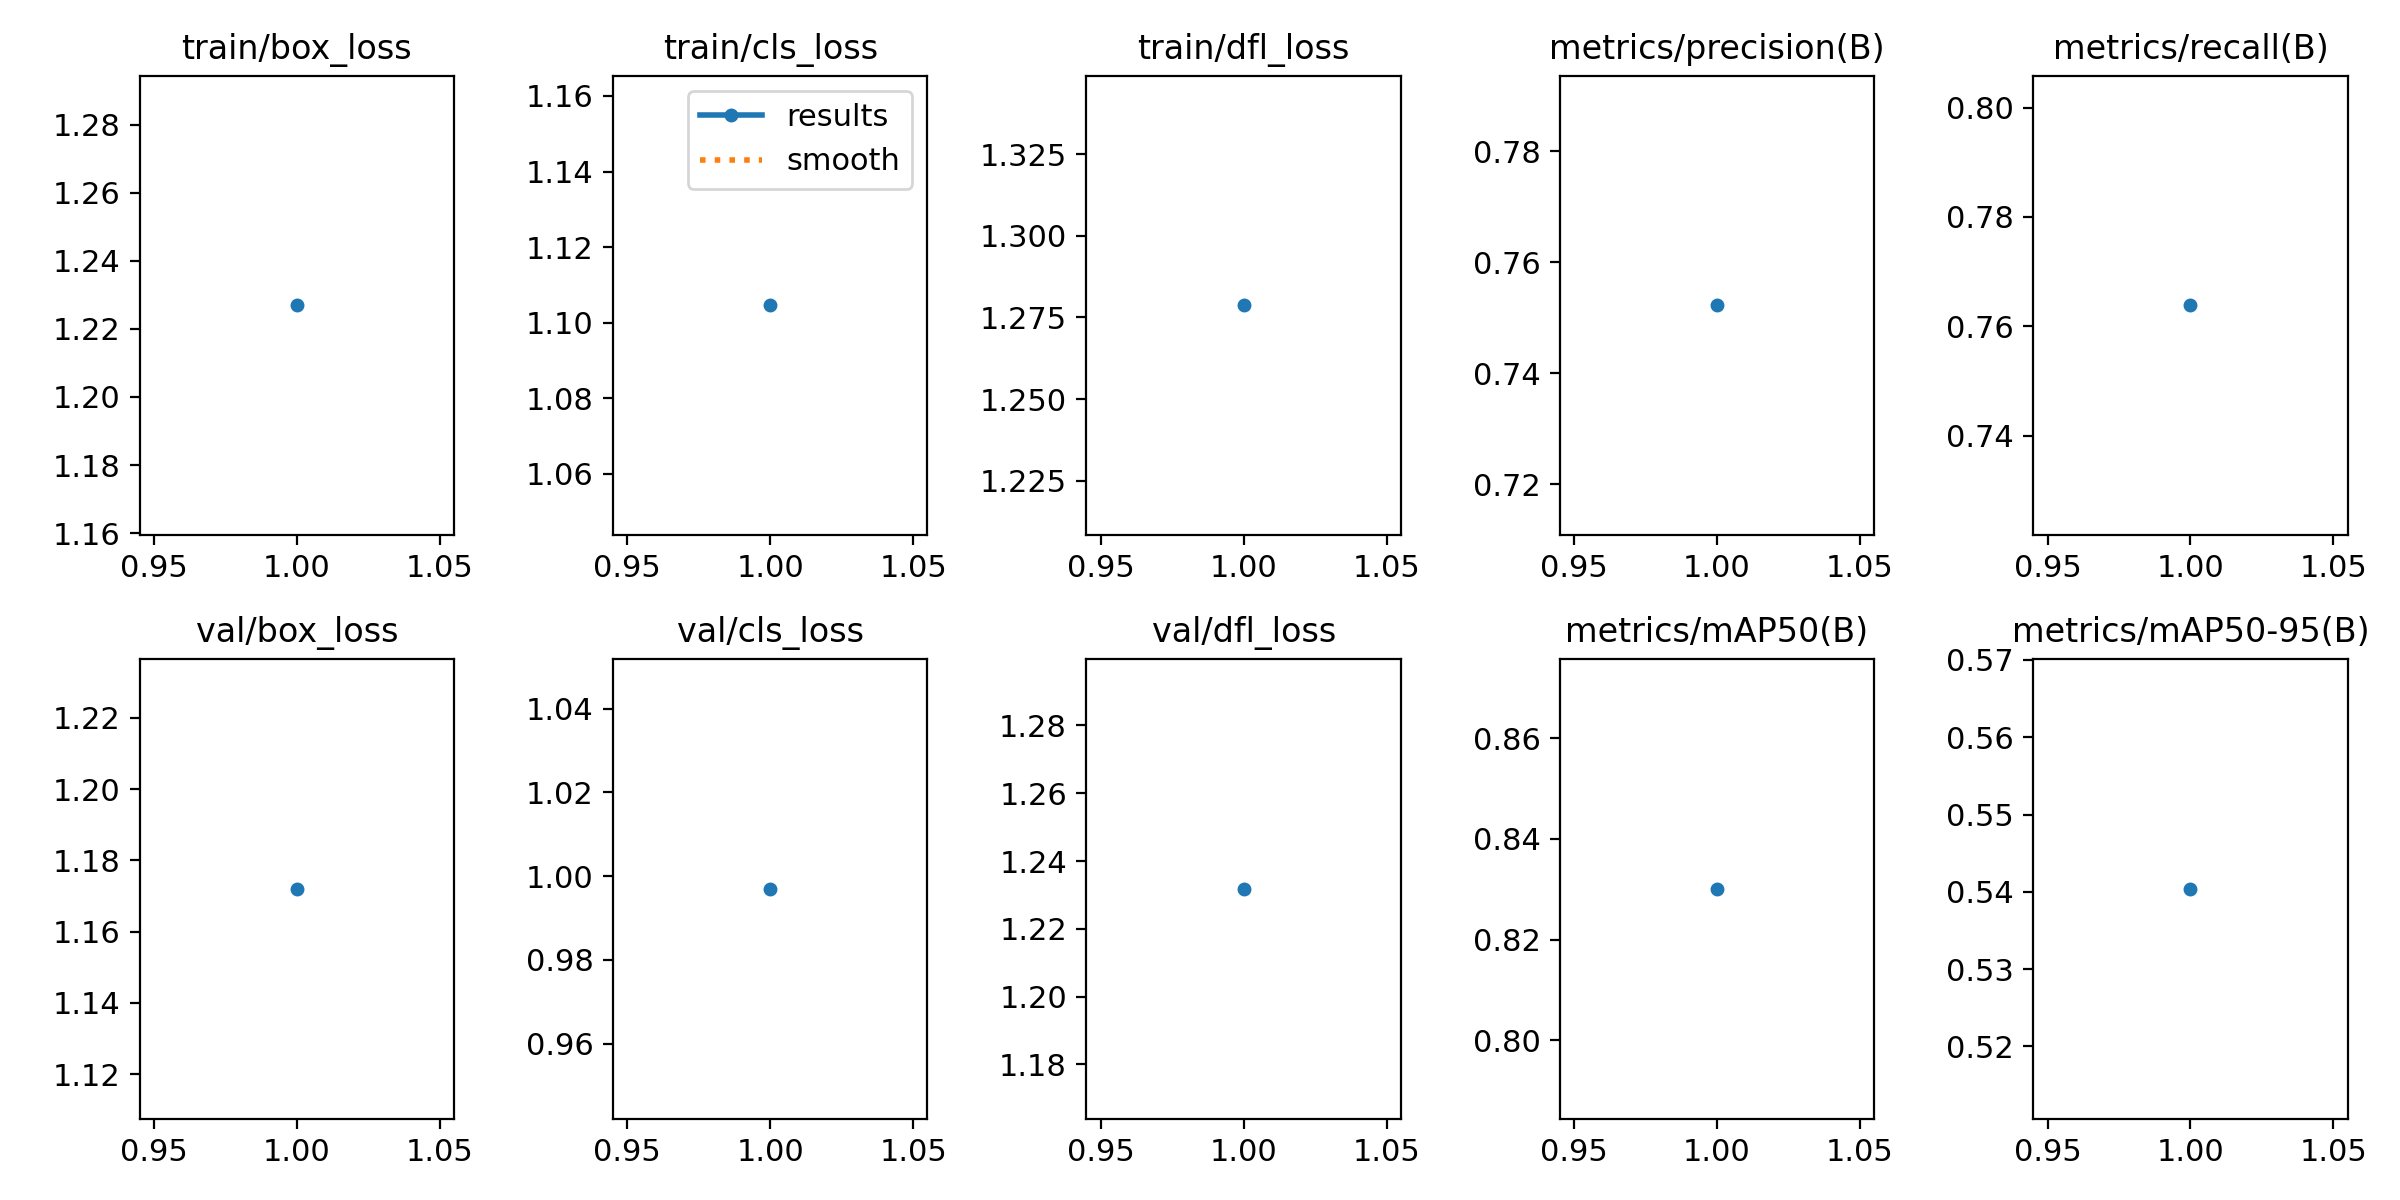 train/box_loss
1.28
1.26
1.24
1.22
1.20
1.18
1.16
0.95 1.00 1.05
train/cls_loss
1.16
1.14
1.12
1.10
1.08
1.06
results
smooth
0.95 1.00 1.05
train/dfl_loss
1.325
1.300
1.275
1.250
1.225
0.95 1.00 1.05
metrics/precision(B)
0.78
0.76
0.74
0.72
0.95 1.00 1.05
metrics/recall(B)
0.80
0.78
0.76
0.74
0.95 1.00 1.05
val/box_loss
1.22
1.20
1.18
1.16
1.14
1.12
0.95 1.00 1.05
val/cls_loss
1.04
1.02
1.00
0.98
0.96
0.95 1.00 1.05
val/dfl_loss
1.28
1.26
1.24
1.22
1.20
1.18
0.95 1.00 1.05
metrics/mAP50(B)
0.86
0.84
0.82
0.80
0.95 1.00 1.05
metrics/mAP50-95(B)
0.57
0.56
0.55
0.54
0.53
0.52
0.95 1.00 1.05